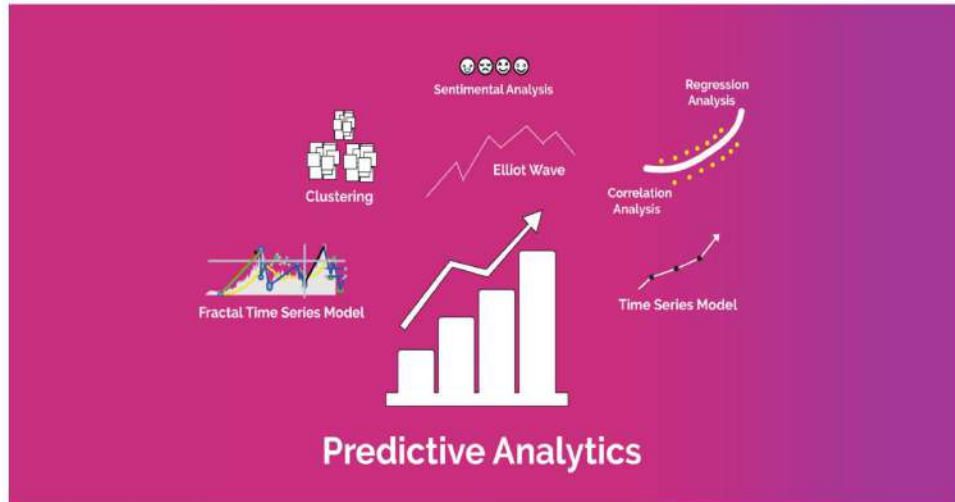 Sentimental Analysis
Regression
Analysis
Elliot Wave
Clustering
Correlation
Analysis
Fractal Time Series Model
Time Series Model
Predictive Analytics